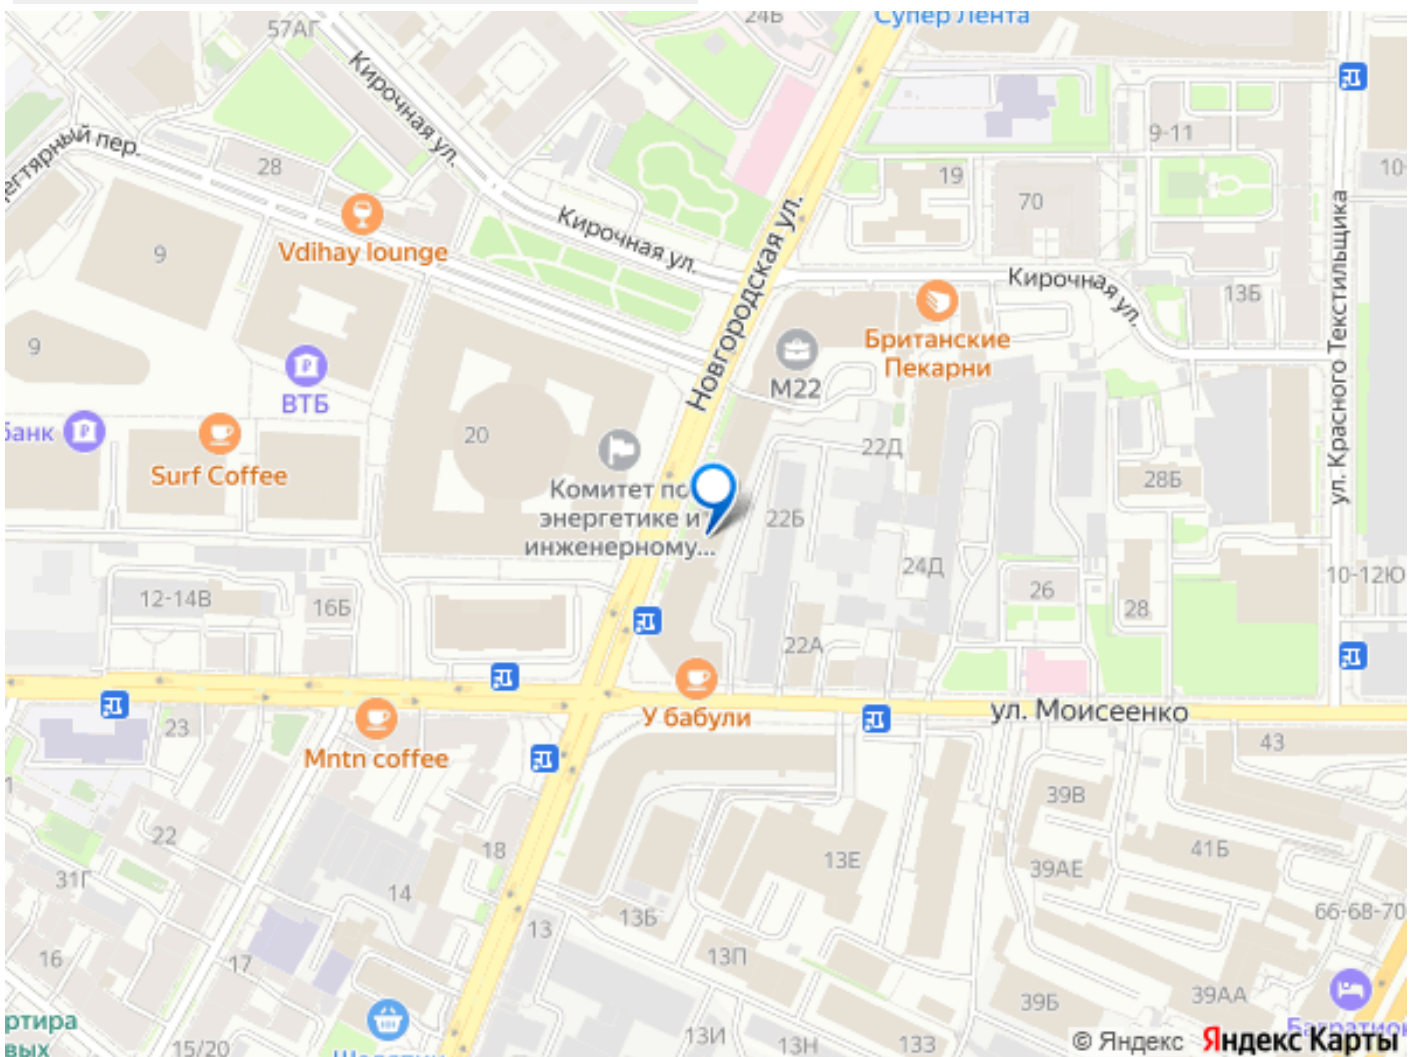 24Б
Супер Лента
57АГ
Кирочная ул.
9-11
10-
28
19
70
Vdlhay lounge
Кирочная ул.
Новгородская ул.
ул. Красного Текстильщика
9
Кирочная ул.
13Б
Британские
Пекарни
9
М22
ВТБ
банк
20
22Д
Surf Coffee
28Б
Комитет по
энергетике и
инженерному...
22Б
24Д
10-12Ю
12-14В
16Б
26
28
22А
ул. Моисеенко
У бабули
23
43
Mntn coffee
39В
22
18
13Е
41Б
39АЕ
31Г
14
13Б
66-68-70
13
16
17
13П
39Б
39АА
15/20
13И
13Н
133
© Яндекс Яндекс Карты